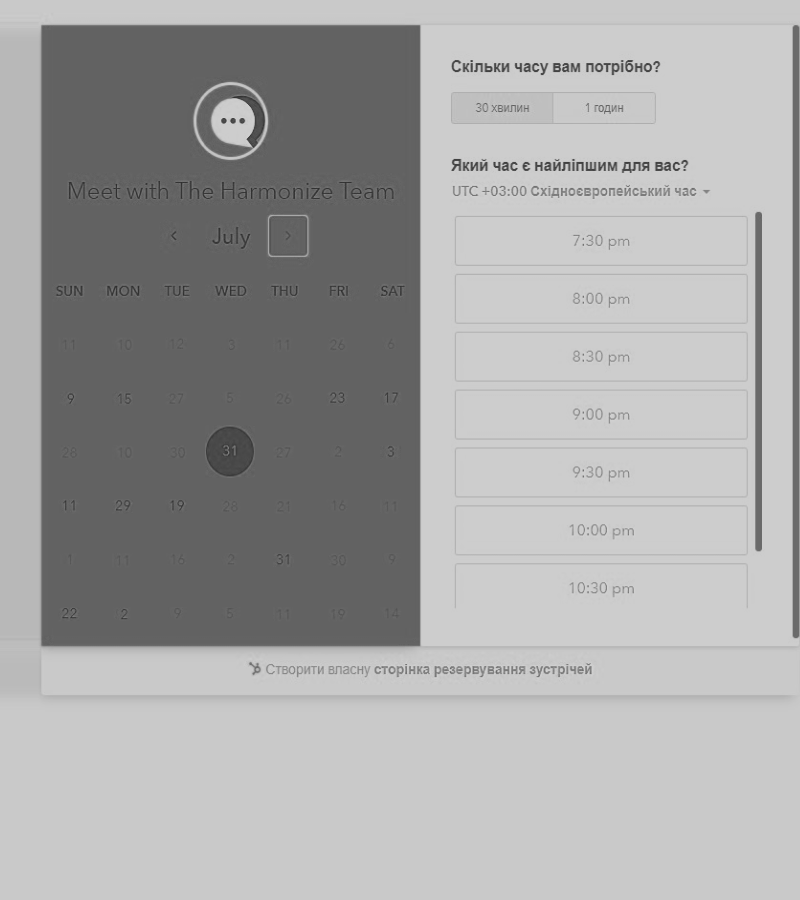 Meet with The Harmonize Team
July
SUN MON TUE WED THU FRI SAT
11 10 12 3 11 26 6
9 15 27 5 26 23 17
28 10 30 31 27 2 3
11 29 19 28 21 16 11
1 11 16 2 31 30 9
22 2 9 5 11 19 14
Скільки часу вам потрібно?
30 хвилин 1 годин
Який час є найліпшим для вас?
UTC +03:00 Східноєвропейський час
7:30 pm
8:00 pm
8:30 pm
9:00 pm
9:30 pm
10:00 pm
10:30 pm
Створити власну сторінка резервування зустрічей